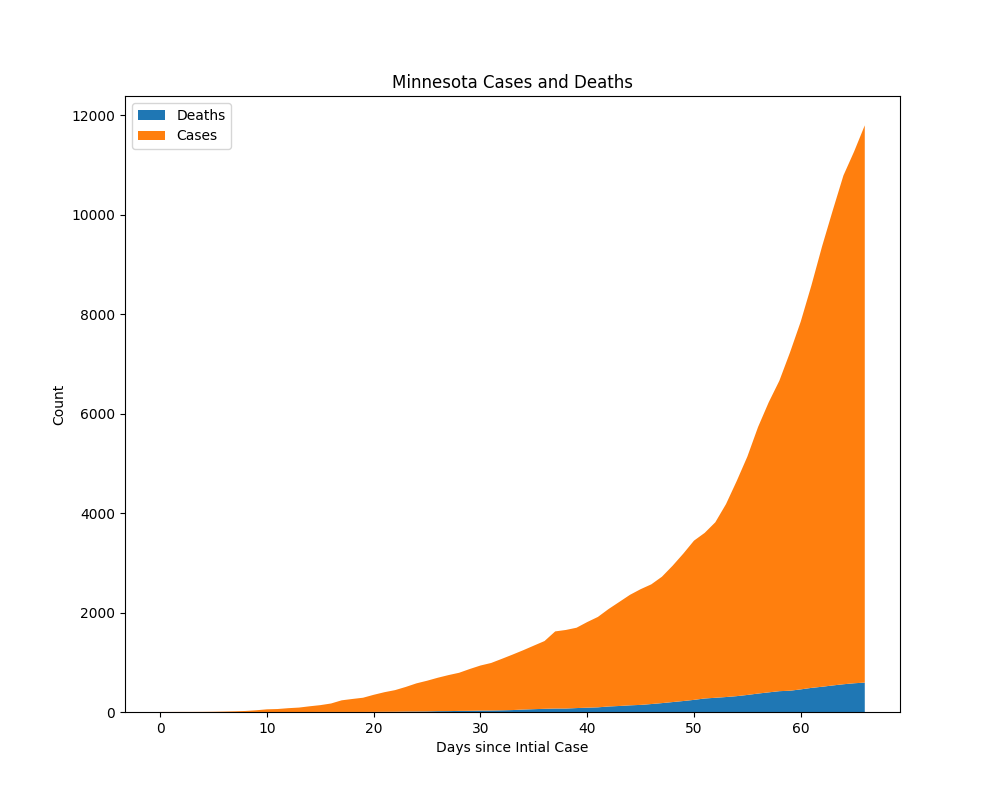 Minnesota Cases and Deaths
Deaths
Cases
12000
10000
8000
6000
4000
2000
0
Count
0 10 20 30 40 50 60
Days since Intial Case